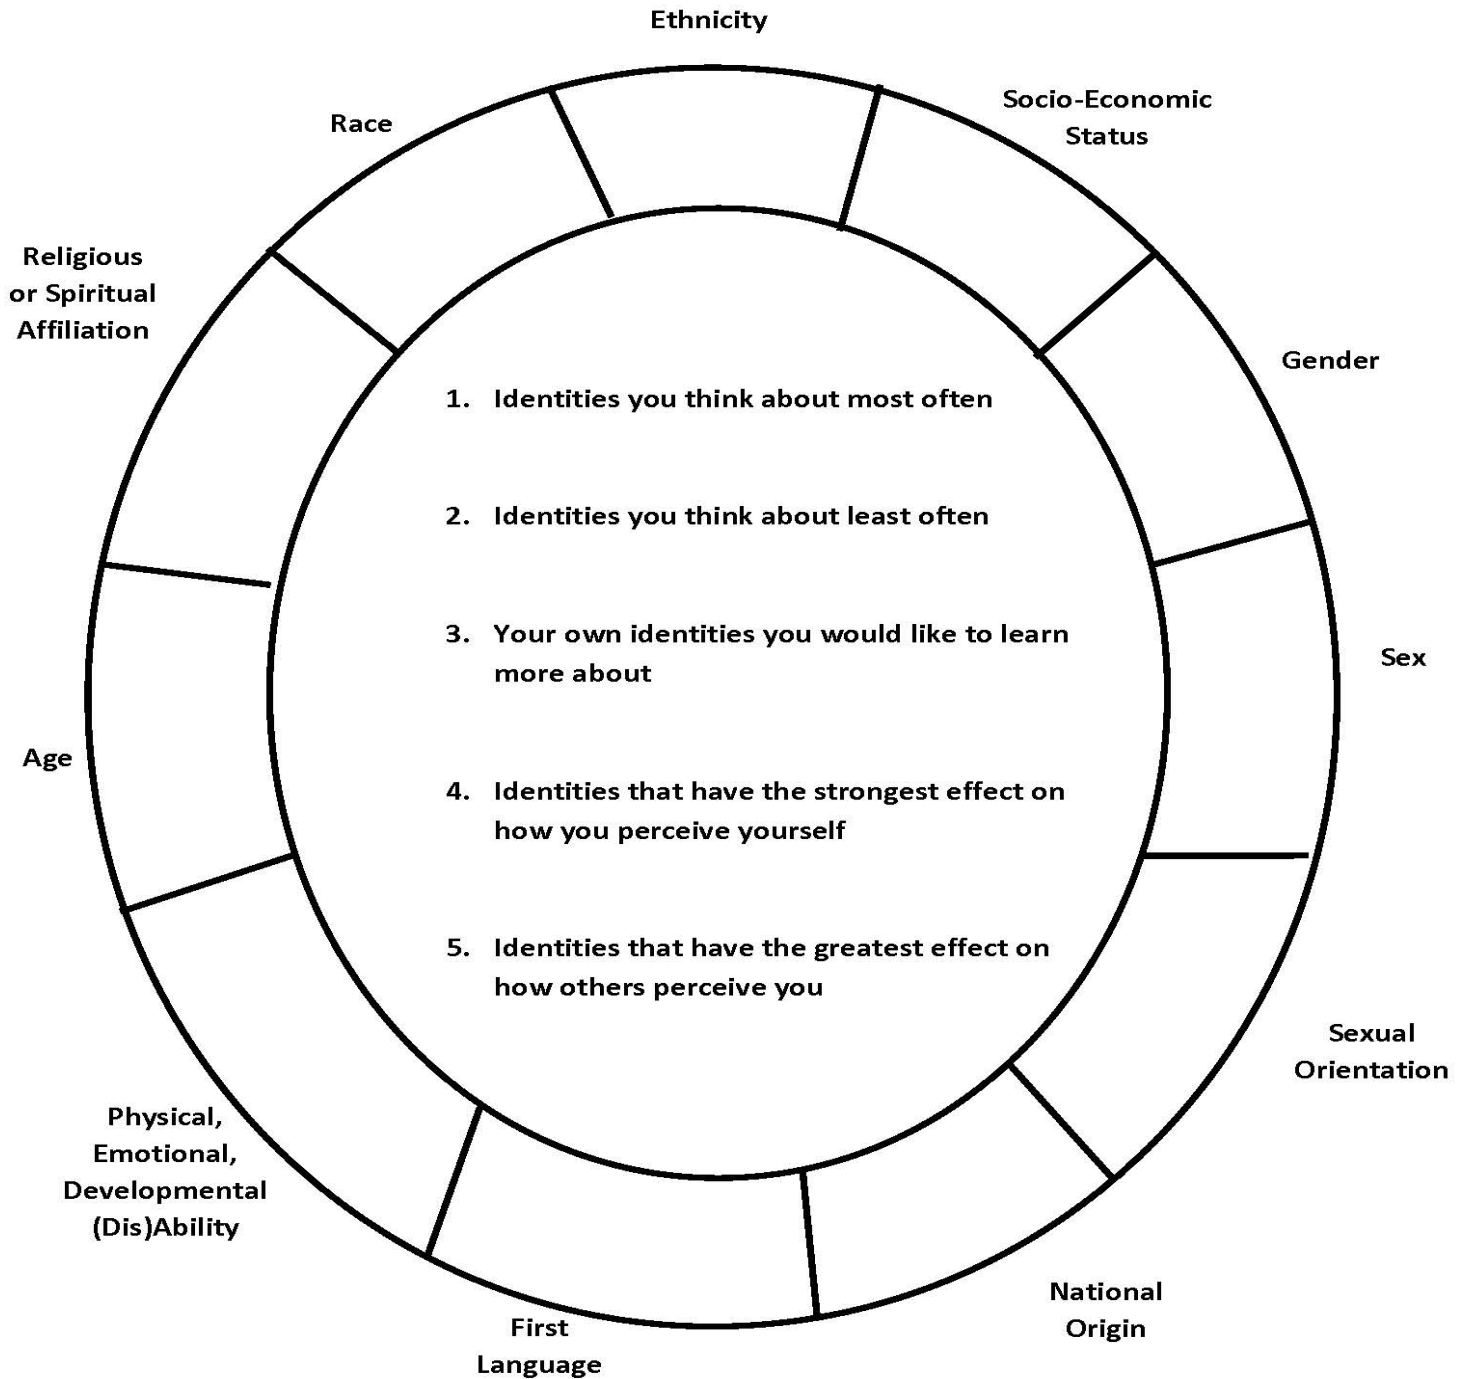 Ethnicity
Socio-Economic
Status
Race
Religious
or Spiritual
Affiliation
Gender
1. Identities you think about most often
2. Identities you think about least often
3. Your own identities you would like to learn
more about
Sex
Age
4. Identities that have the strongest effect on
how you perceive yourself
5. Identities that have the greatest effect on
how others perceive you
Sexual
Orientation
Physical,
Emotional,
Developmental
(Dis)Ability
National
Origin
First
Language